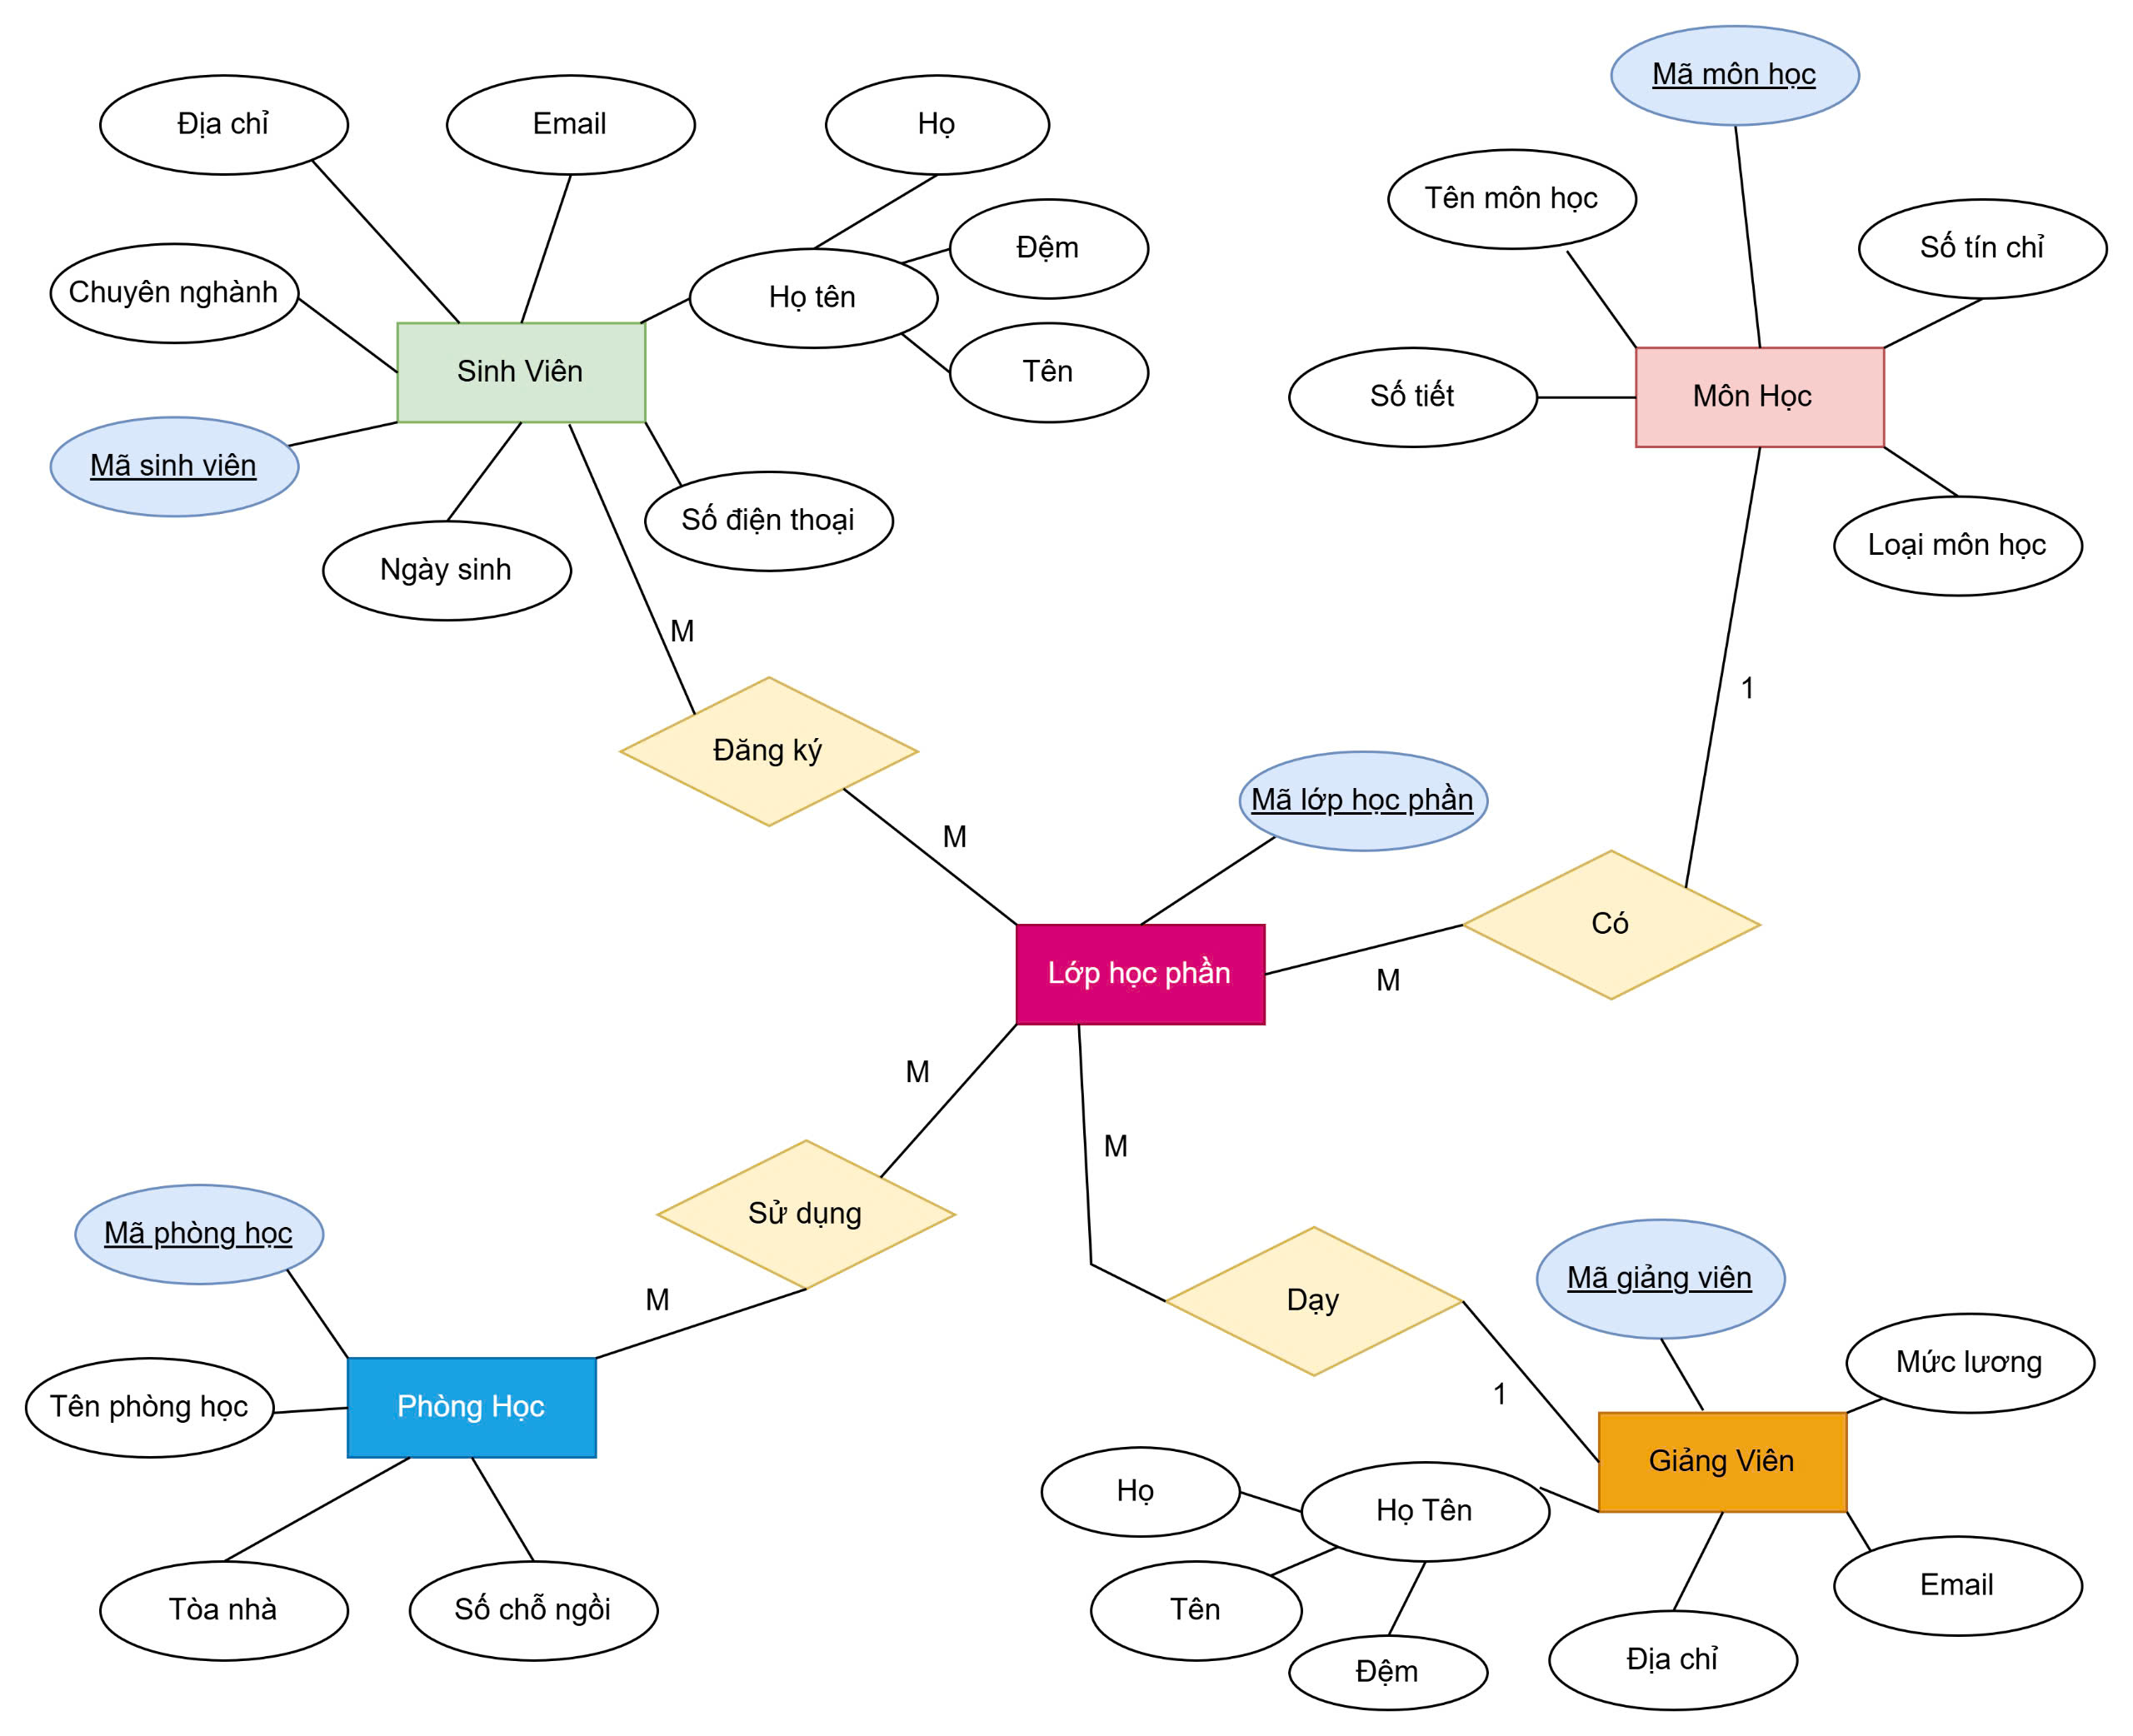 Mã môn học
Địa chỉ
Email
Họ
Tên môn học
Đệm
Số tín chỉ
Chuyên nghành
Họ tên
Sinh Viên
Tên
Số tiết
Môn Học
Mã sinh viên
Số điện thoại
Loại môn học
Ngày sinh
M
1
Đăng ký
Mã lớp học phần
M
Có
Lớp học phần
M
M
M
Sử dụng
Mã phòng học
Mã giảng viên
M
Dạy
Mức lương
1
Tên phòng học
Phòng Học
Giảng Viên
Họ
Họ Tên
Email
Tòa nhà
Số chỗ ngồi
Tên
Địa chỉ
Đệm